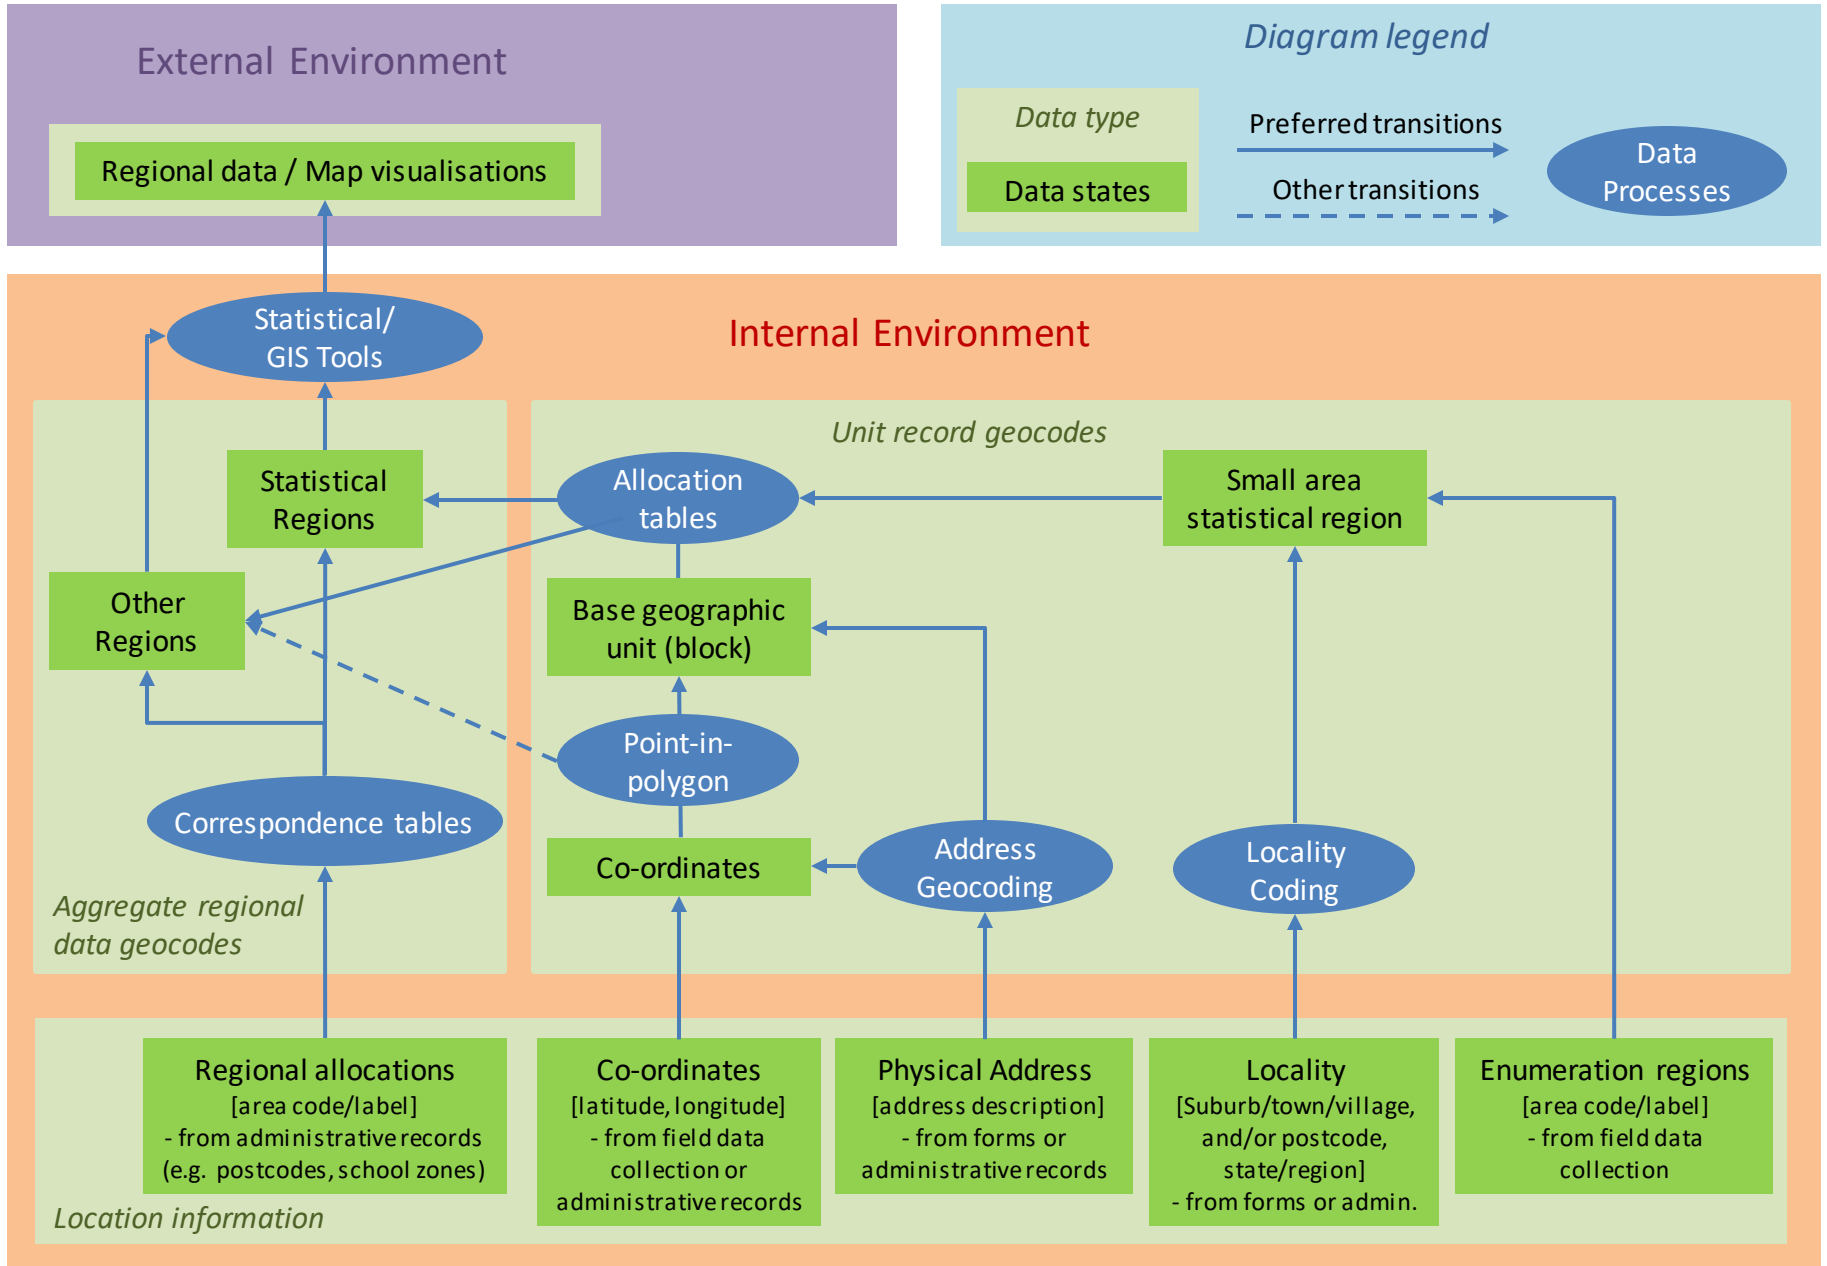 External Environment
Regional data / Map visualisations
Diagram legend
Data type
Data states
Preferred transitions
Other transitions
Data
Processes
Internal Environment
Statistical/
GIS Tools
Unit record geocodes
Statistical
Regions
Allocation
tables
Small area
statistical region
Other
Regions
Base geographic
unit (block)
Point-in-
polygon
Correspondence tables
Co-ordinates
Address
Geocoding
Locality
Coding
Aggregate regional
data geocodes
Regional allocations
[area code/label]
- from administrative records
(e.g. postcodes, school zones)
Co-ordinates
[latitude, longitude]
- from field data
collection or
administrative records
Physical Address
[address description]
- from forms or
administrative records
Locality
[Suburb/town/village,
and/or postcode,
state/region]
- from forms or admin.
Enumeration regions
[area code/label]
- from field data
collection
Location information